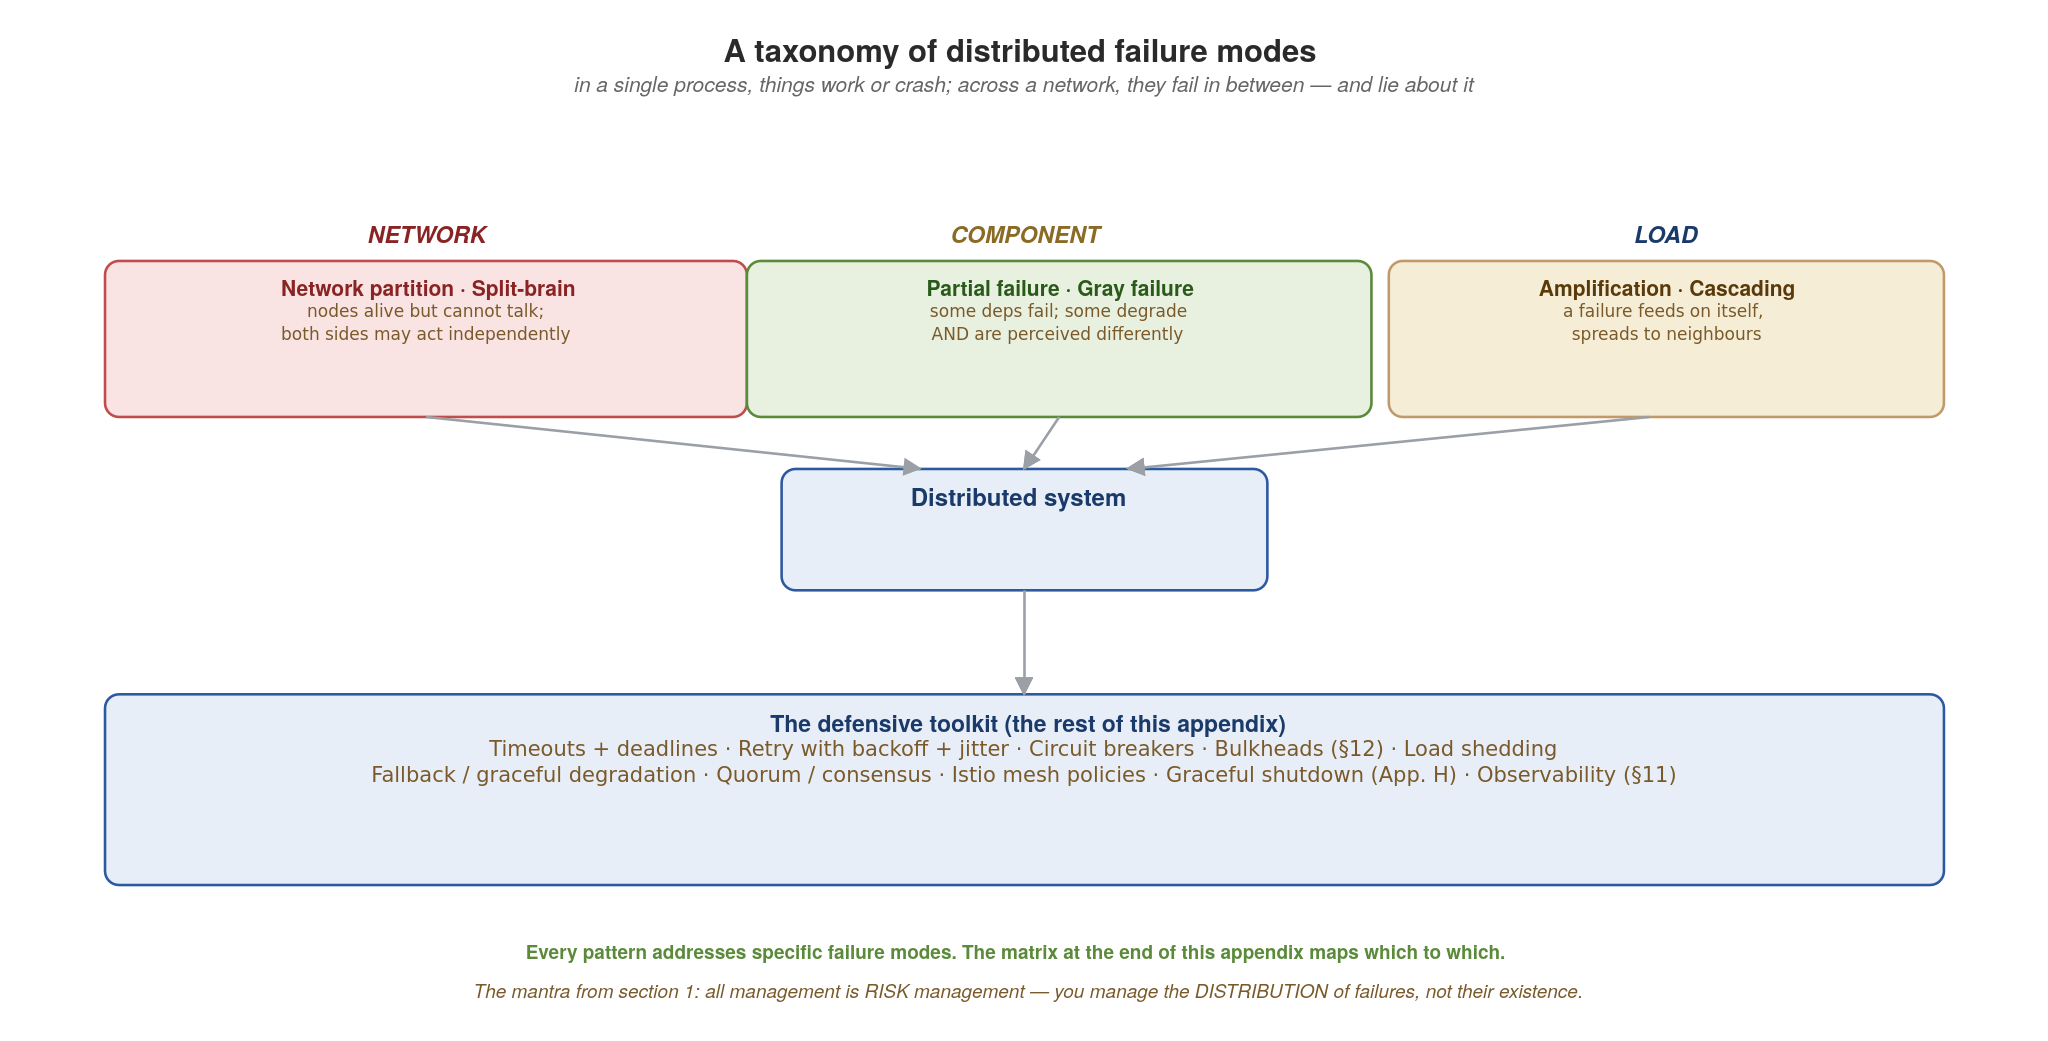 A taxonomy of distributed failure modes
in a single process, things work or crash; across a network, they fail in between — and lie about it
NETWORK
Network partition · Split-brain
nodes alive but cannot talk;
both sides may act independently
COMPONENT
Partial failure · Gray failure
some deps fail; some degrade
AND are perceived differently
LOAD
Amplification · Cascading
a failure feeds on itself,
spreads to neighbours
Distributed system
The defensive toolkit (the rest of this appendix)
Timeouts + deadlines · Retry with backoff + jitter · Circuit breakers · Bulkheads (§12) · Load shedding
Fallback / graceful degradation · Quorum / consensus · Istio mesh policies · Graceful shutdown (App. H) · Observability (§11)
Every pattern addresses specific failure modes. The matrix at the end of this appendix maps which to which.
The mantra from section 1: all management is RISK management — you manage the DISTRIBUTION of failures, not their existence.